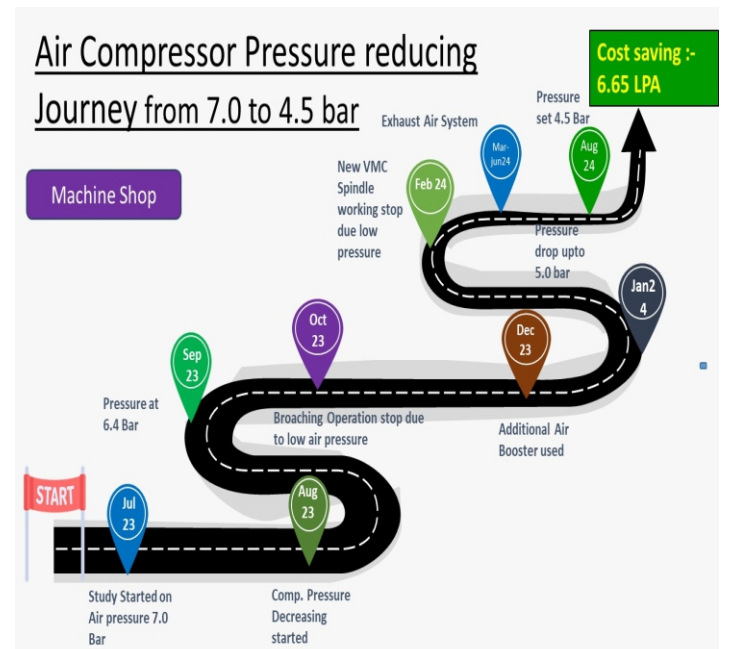 Air Compressor Pressure reducing
Journey from 7.0 to 4.5 bar
Cost saving :-
6.65 LPA
Machine Shop
START
Jul
23
Study Started on
Air pressure 7.0
Bar
Aug
23
Comp. Pressure
Decreasing
started
Sep
23
Pressure at
6.4 Bar
Oct
23
Broaching Operation stop due
to low air pressure
Dec
23
Additional Air
Booster used
Jan2
4
Pressure
drop upto
5.0 bar
Feb 24
New VMC
Spindle
working stop
due low
pressure
Mar-
jun24
Exhaust Air System
Aug
24
Pressure
set 4.5 Bar